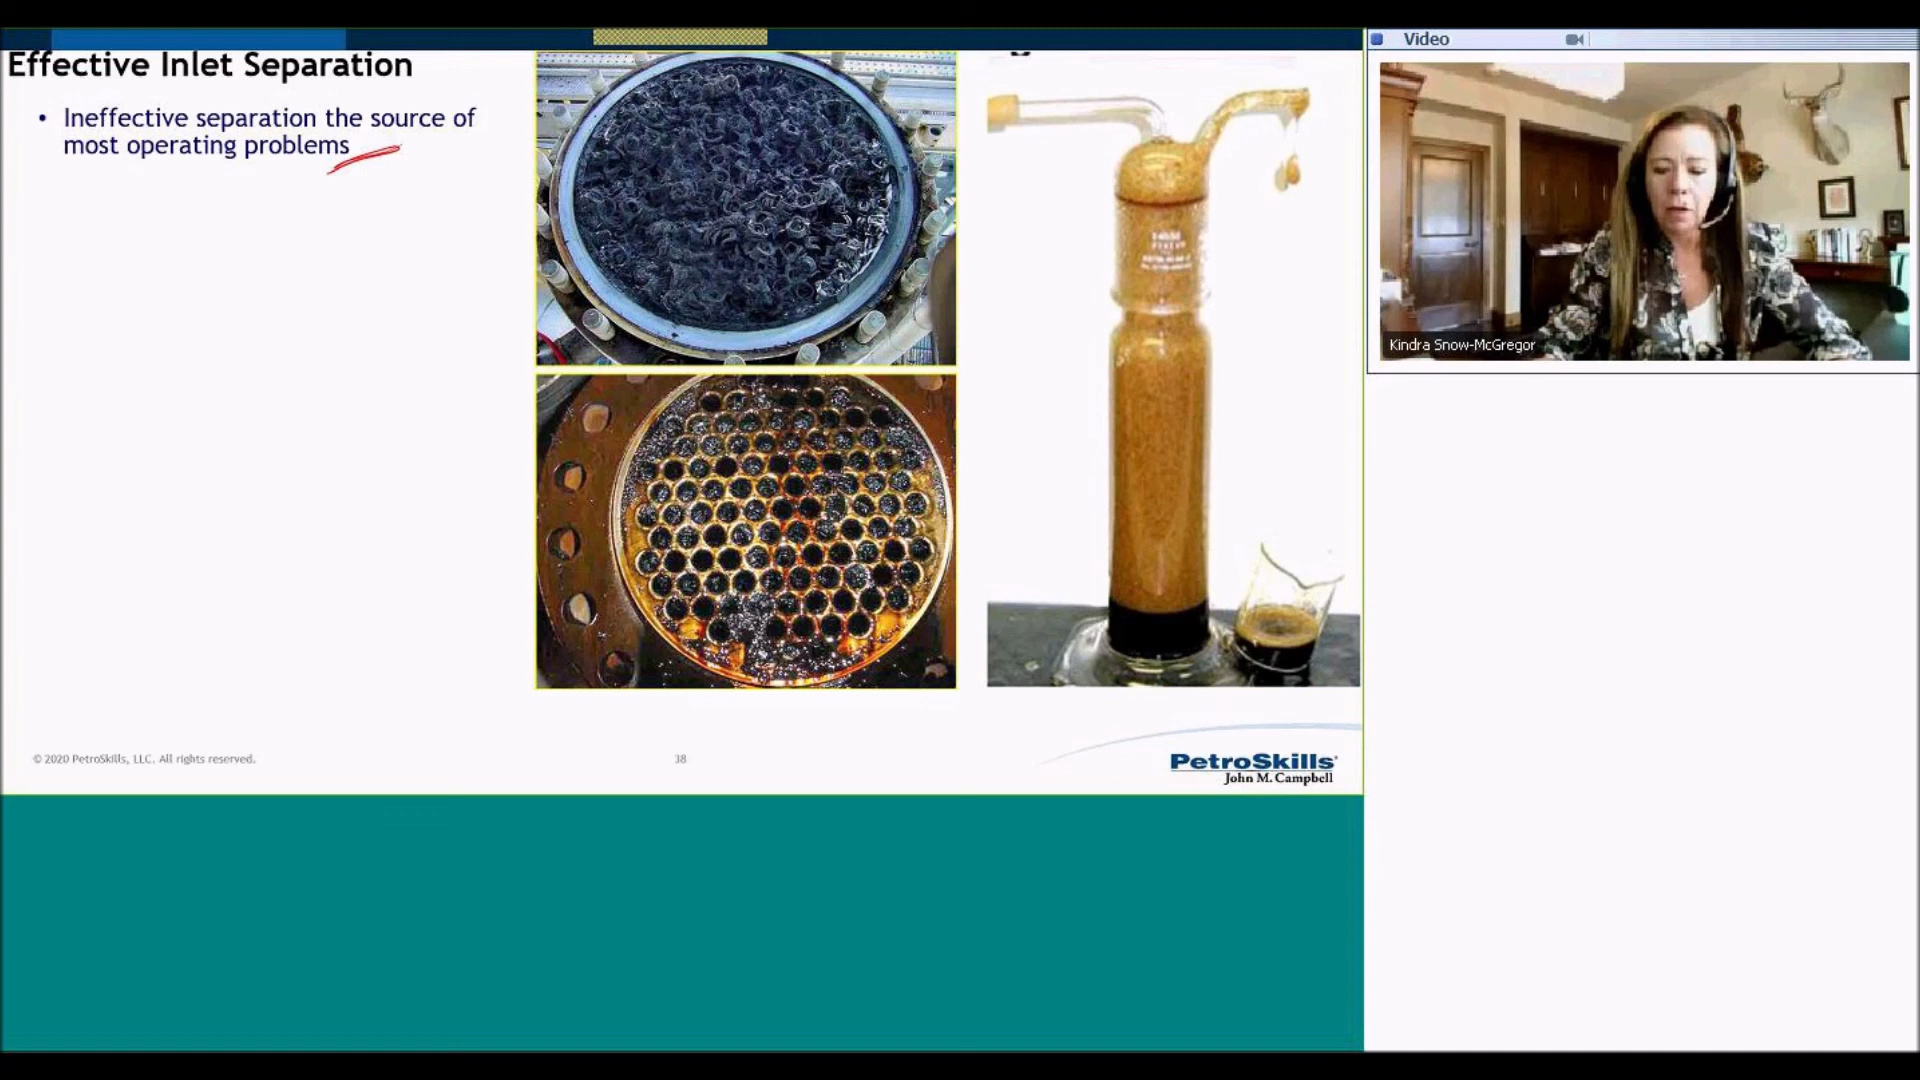 Effective Inlet Separation
• Ineffective separation the source of
most operating problems
© 2020 PetroSkills, LLC. All rights reserved.
38
PetroSkills
John M. Campbell
Video
Kindra Snow-McGregor